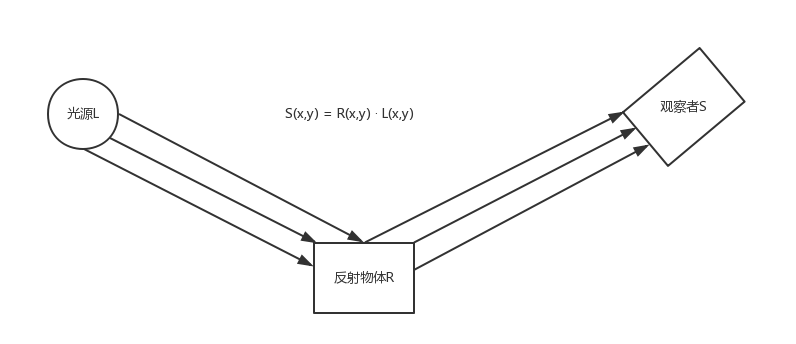 光源L
S(x,y) = R(x,y) · L(x,y)
观察者S
反射物体R